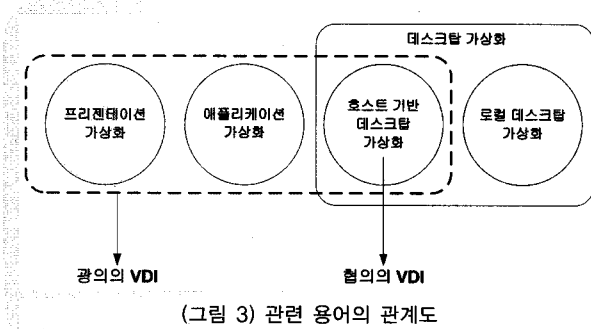 데스크탑 가상화
프리젠테이션
가상화
애플리케이션
가상화
호스트 기반
데스크탑
가상화
로컬 데스크탑
가상화
광의의 VDI
협의의 VDI
(그림 3) 관련 용어의 관계도